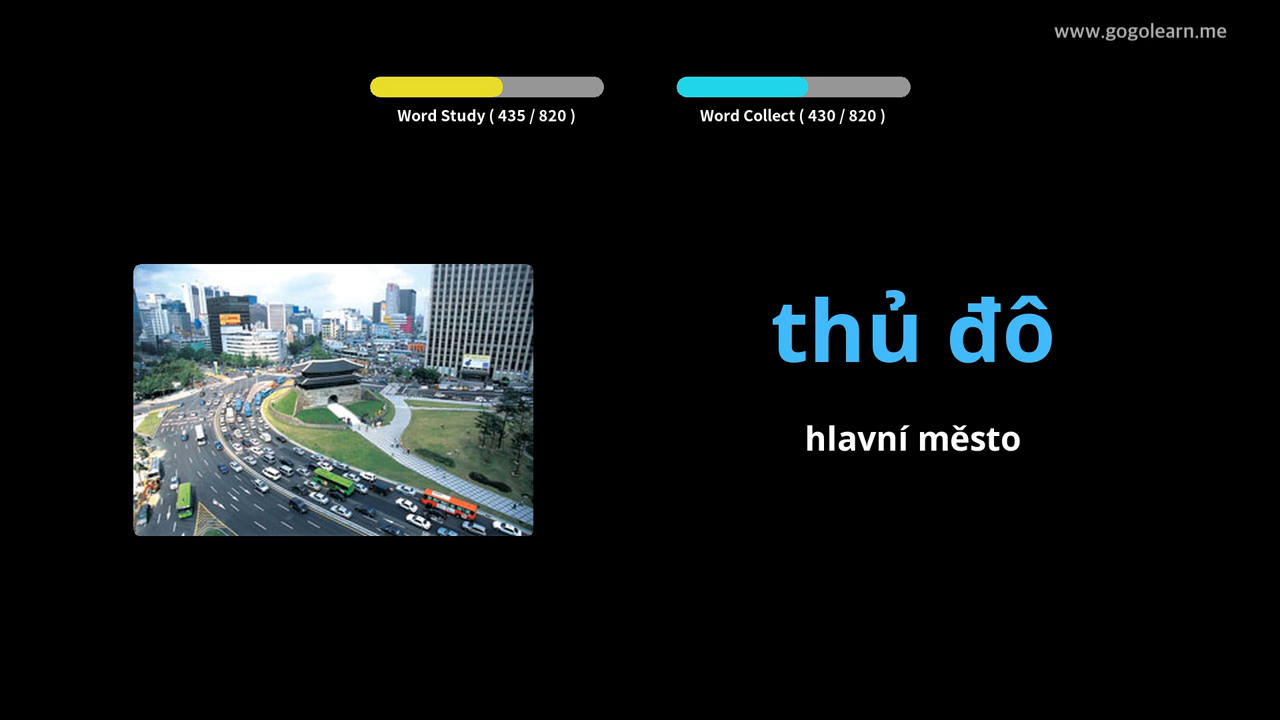 www.gogolearn.me
Word Study ( 435 / 820 )
Word Collect ( 430 / 820 )
thủ đô
hlavní město